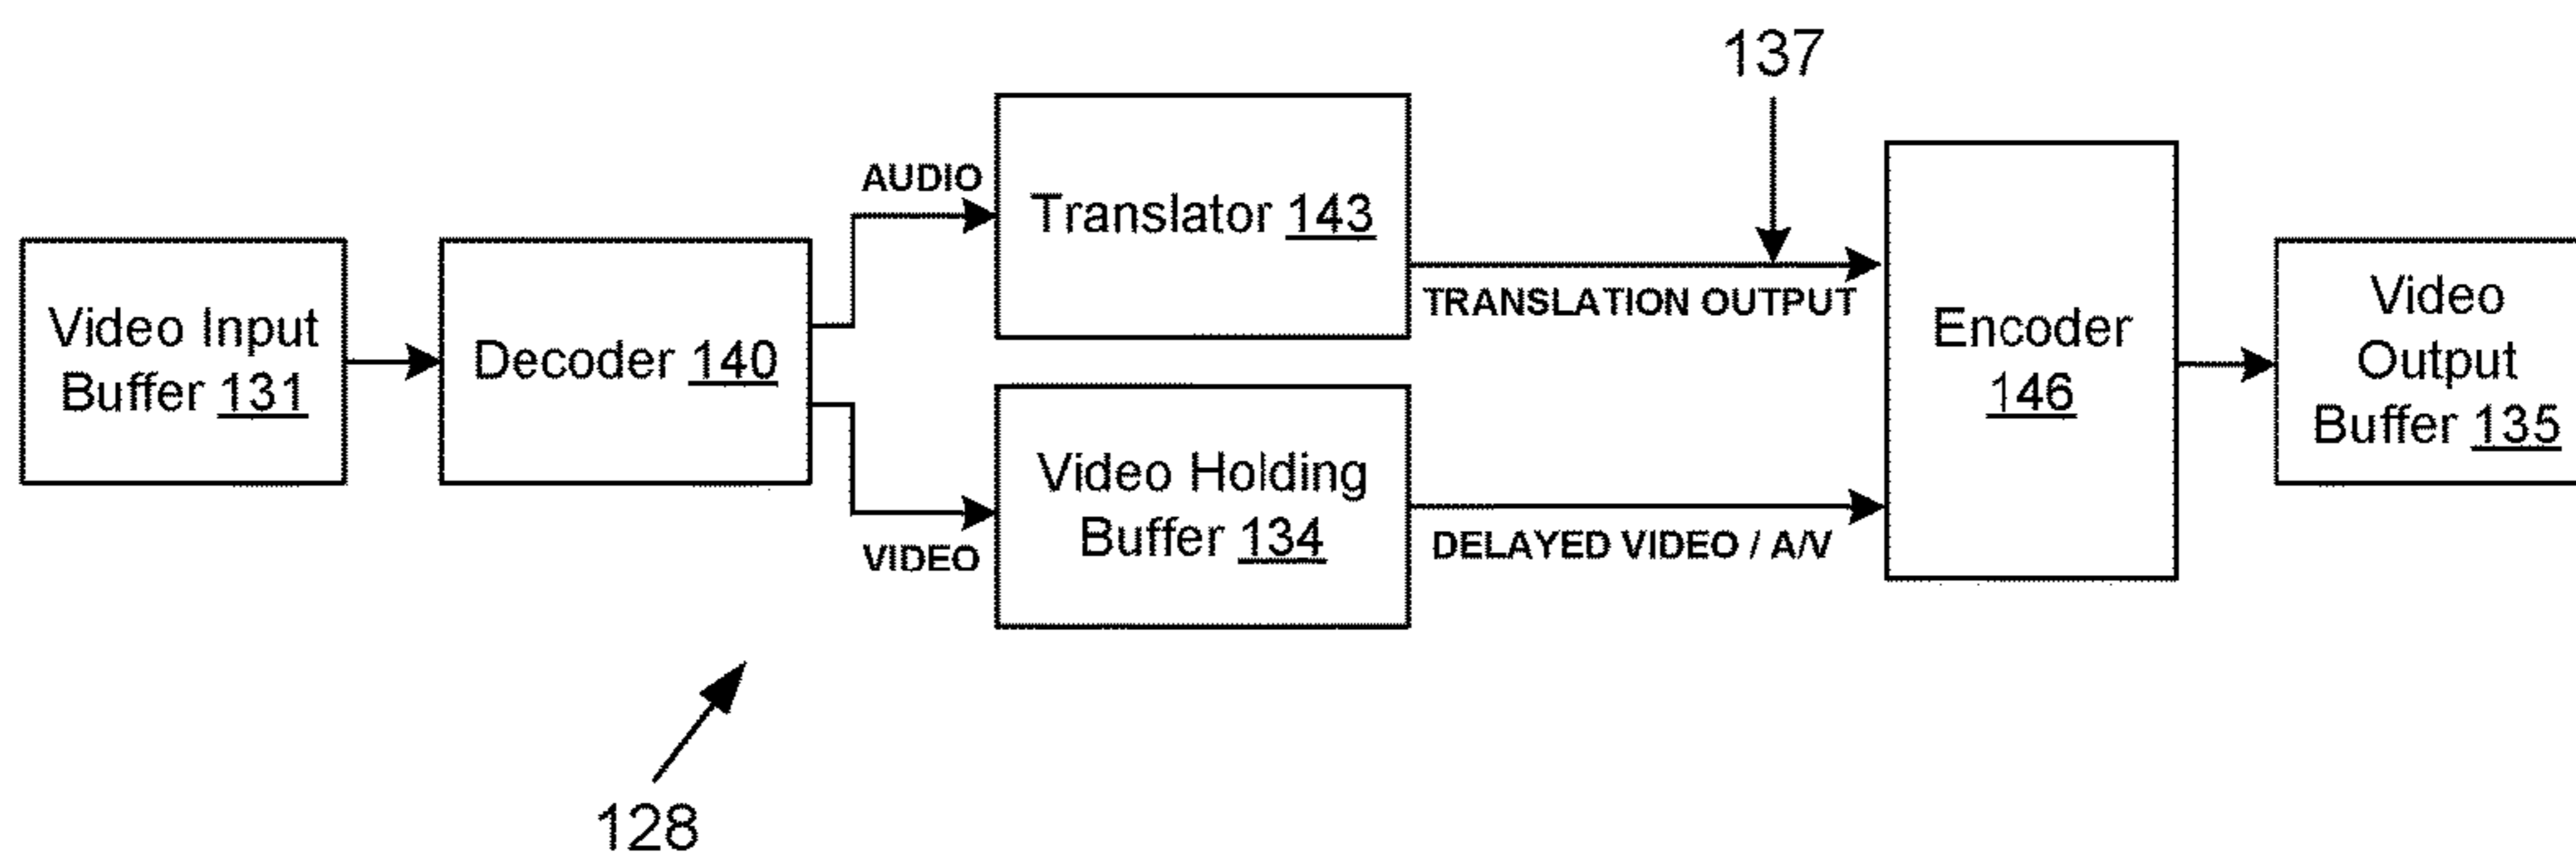 137
AUDIO
Translator 143
TRANSLATION OUTPUT
Video Input
Buffer 131
Decoder 140
Encoder
146
Video
Output
Buffer 135
Video Holding
Buffer 134
VIDEO
DELAYED VIDEO / A/V
128